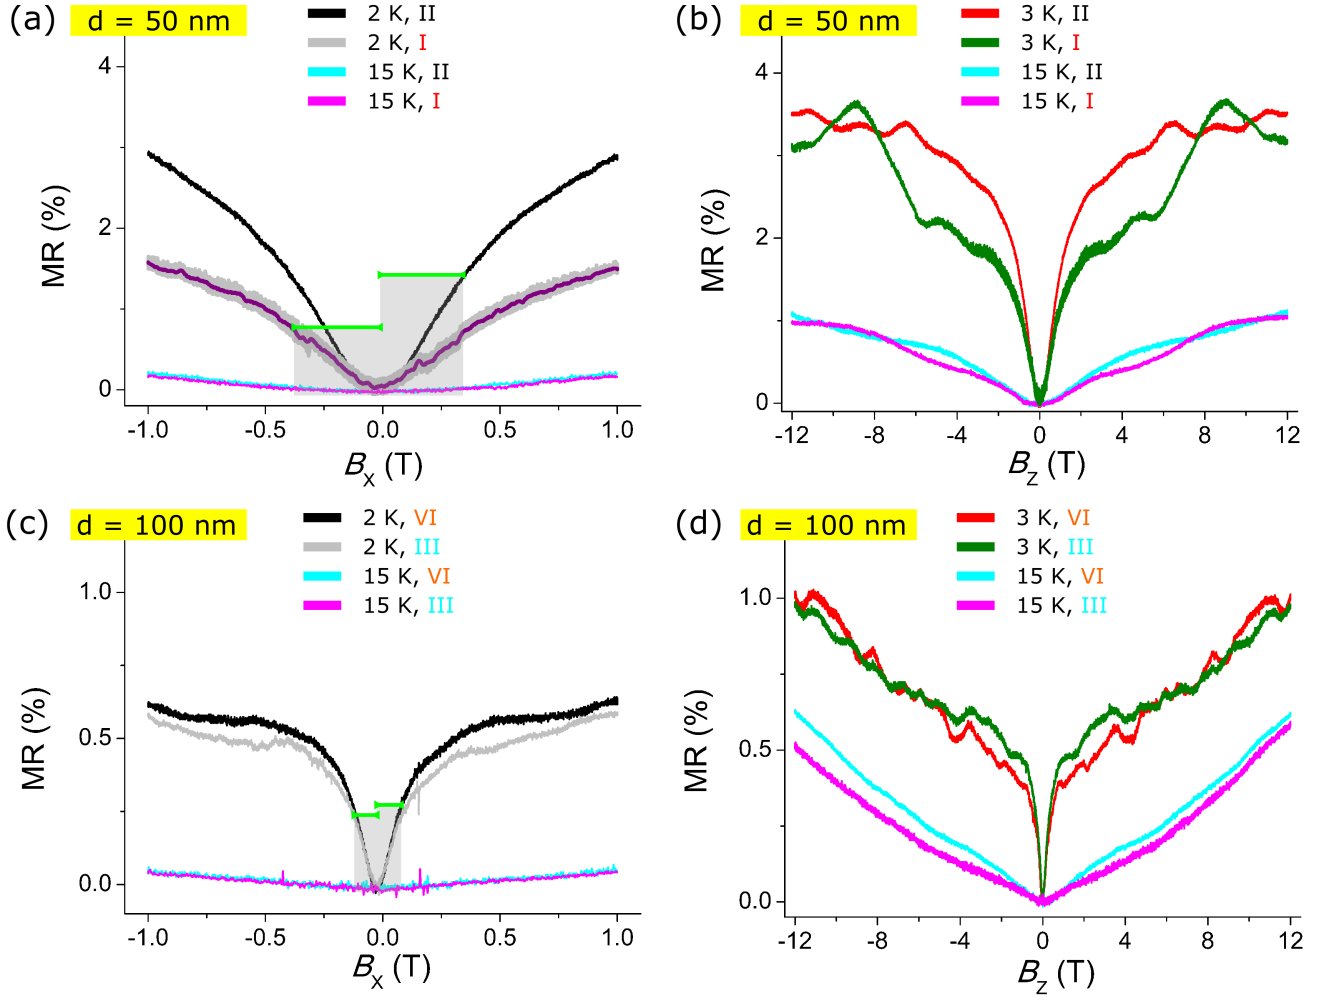 (a) d = 50 nm
2 K, II
2 K, I
15 K, II
15 K, I
4
2
0
MR (%)
-1.0 -0.5 0.0 0.5 1.0
BX (T)
(b) d = 50 nm
3 K, II
3 K, I
15 K, II
15 K, I
4
2
0
MR (%)
-12 -8 -4 0 4 8 12
BZ (T)
(c) d = 100 nm
2 K, VI
2 K, III
15 K, VI
15 K, III
1.0
0.5
0.0
MR (%)
-1.0 -0.5 0.0 0.5 1.0
BX (T)
(d) d = 100 nm
3 K, VI
3 K, III
15 K, VI
15 K, III
1.0
0.5
0.0
MR (%)
-12 -8 -4 0 4 8 12
BZ (T)